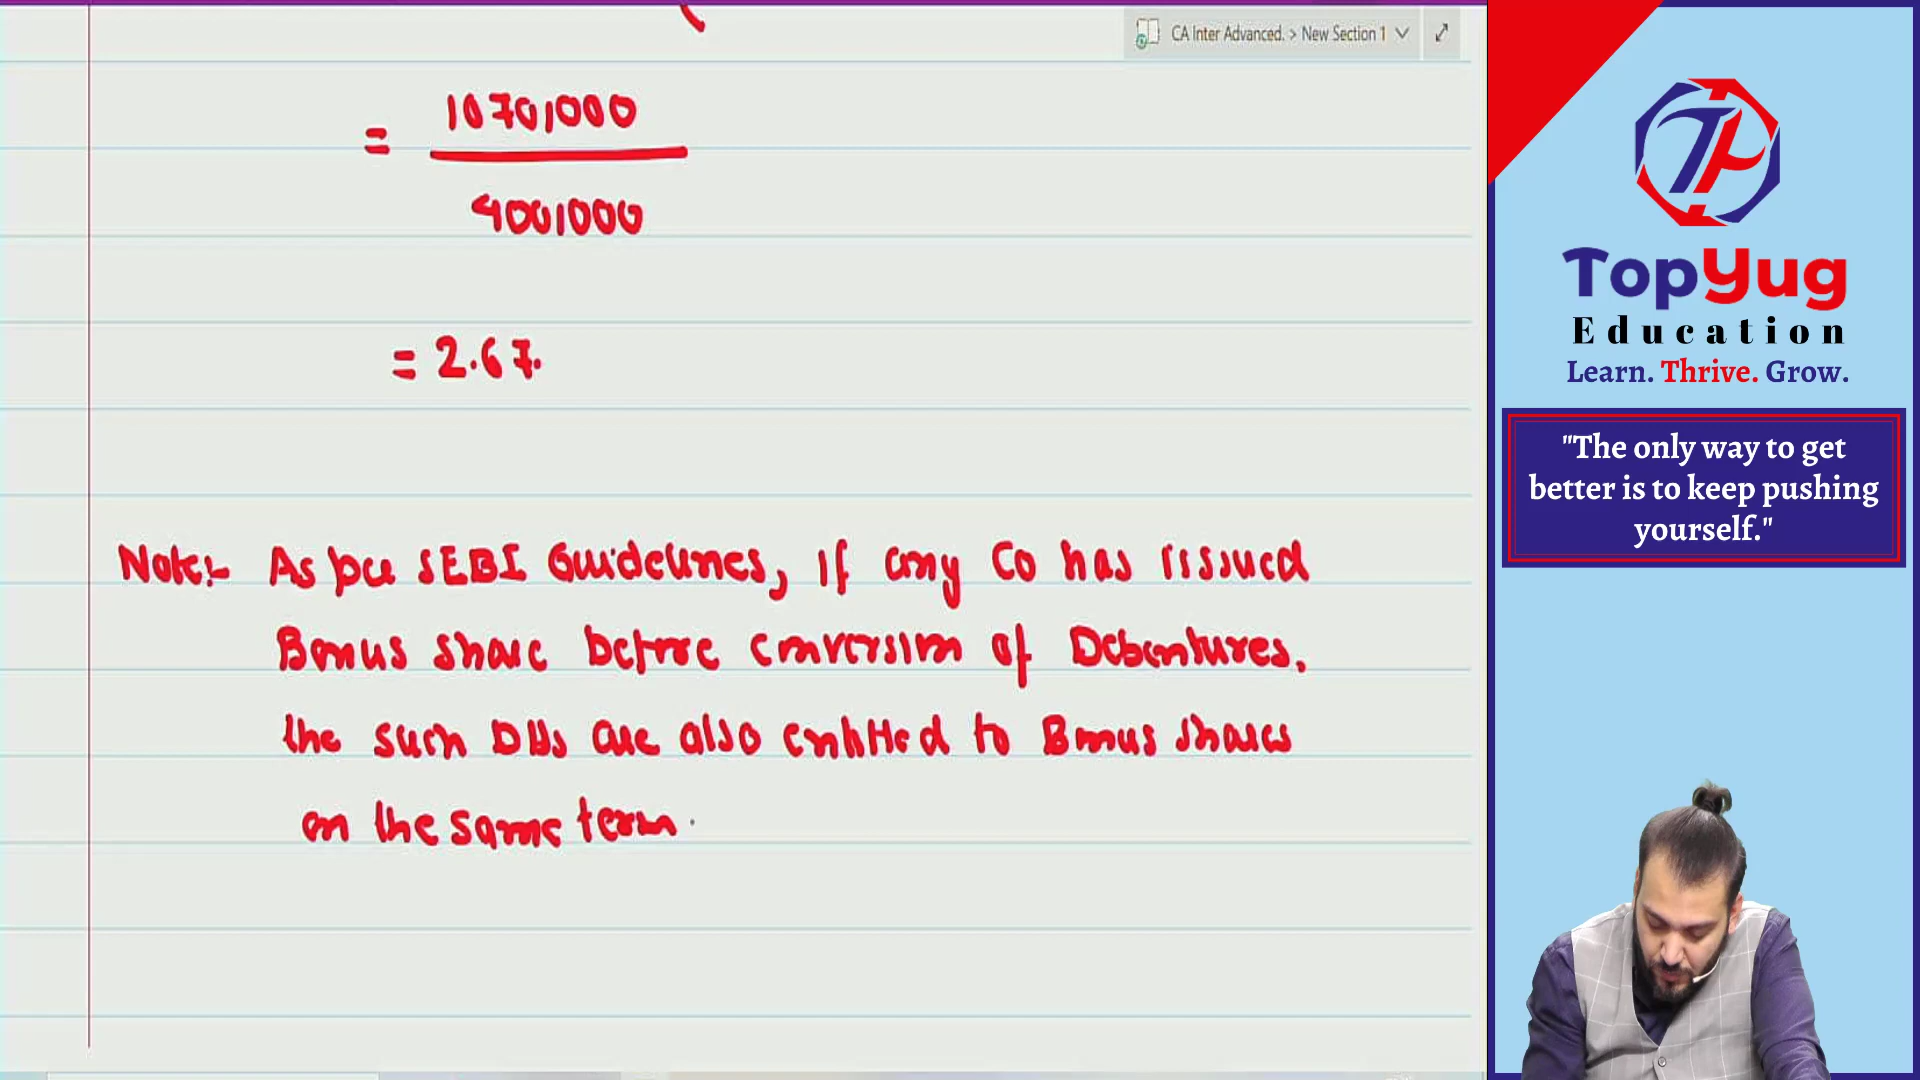 CA Inter Advanced. > New Section 1
= 10701000
4001000
= 2.67.
Note:- As per SEBI Guidelines, if any Co has issued
Bonus share before conversion of Debentures,
the such DHs are also entitled to Bonus shares
on the same term.
TopYug
Education
Learn. Thrive. Grow.
"The only way to get
better is to keep pushing
yourself."